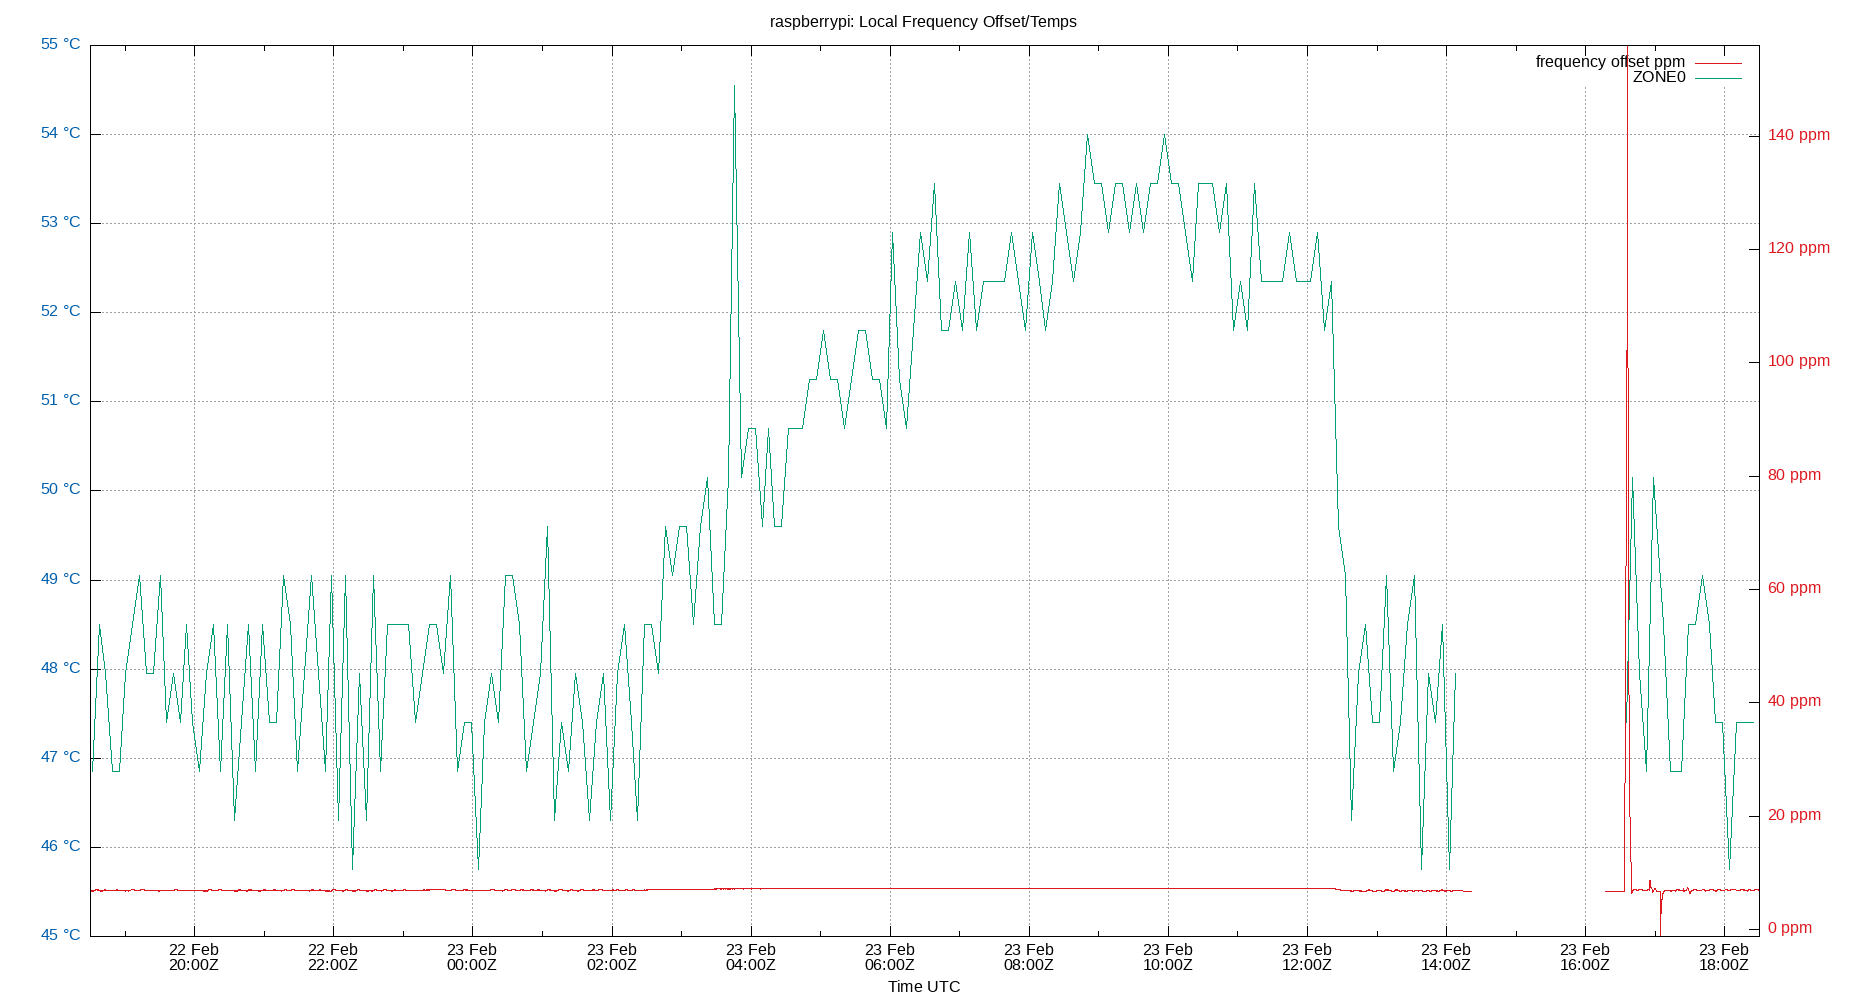 raspberrypi: Local Frequency Offset/Temps
55 °C
54 °C
53 °C
52 °C
51 °C
50 °C
49 °C
48 °C
47 °C
46 °C
45 °C
frequency offset ppm
ZONE0
140 ppm
120 ppm
100 ppm
80 ppm
60 ppm
40 ppm
20 ppm
0 ppm
22 Feb
20:00Z
22 Feb
22:00Z
23 Feb
00:00Z
23 Feb
02:00Z
23 Feb
04:00Z
23 Feb
06:00Z
23 Feb
08:00Z
23 Feb
10:00Z
23 Feb
12:00Z
23 Feb
14:00Z
23 Feb
16:00Z
23 Feb
18:00Z
Time UTC